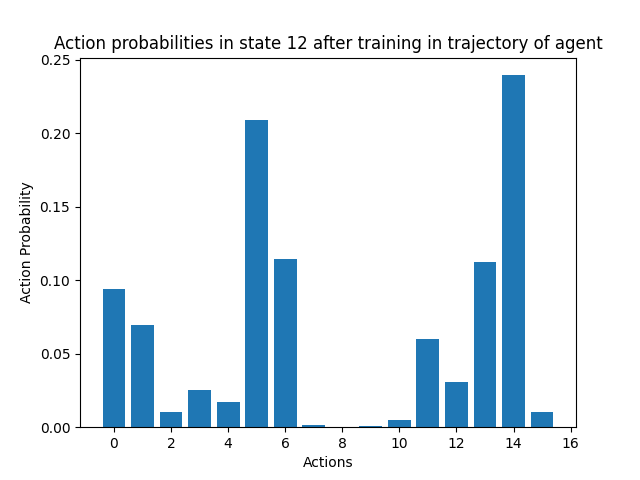 Action probabilities in state 12 after training in trajectory of agent
0.25
0.20
0.15
0.10
0.05
0.00
Action Probability
0 2 4 6 8 10 12 14 16
Actions